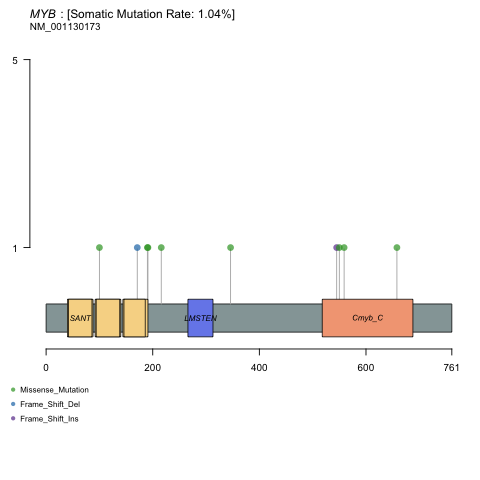 MYB : [Somatic Mutation Rate: 1.04%]
NM_001130173
5
1
SANT
LMSTEN
Cmyb_C
0 200 400 600 761
Missense_Mutation
Frame_Shift_Del
Frame_Shift_Ins